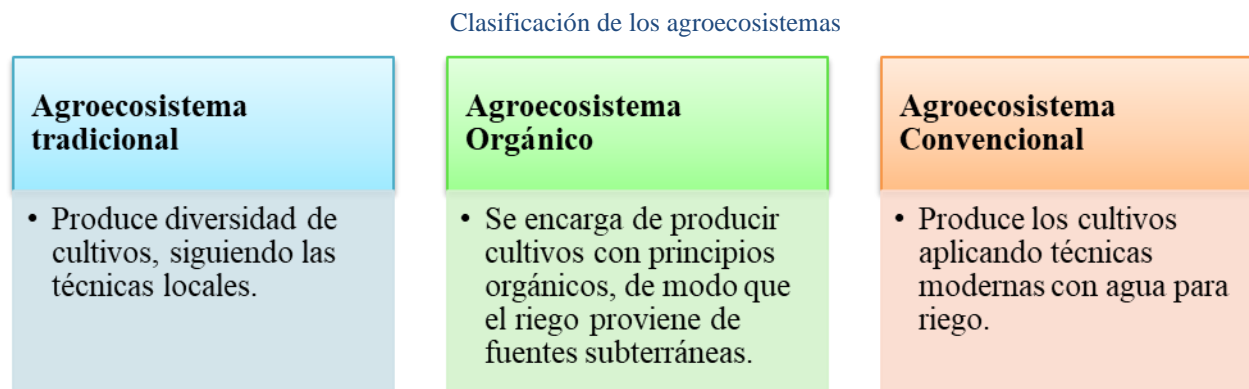 Clasificación de los agroecosistemas
Agroecosistema
tradicional
• Produce diversidad de
cultivos, siguiendo las
técnicas locales.
Agroecosistema
Orgánico
• Se encarga de producir
cultivos con principios
orgánicos, de modo que
el riego proviene de
fuentes subterráneas.
Agroecosistema
Convencional
• Produce los cultivos
aplicando técnicas
modernas con agua para
riego.